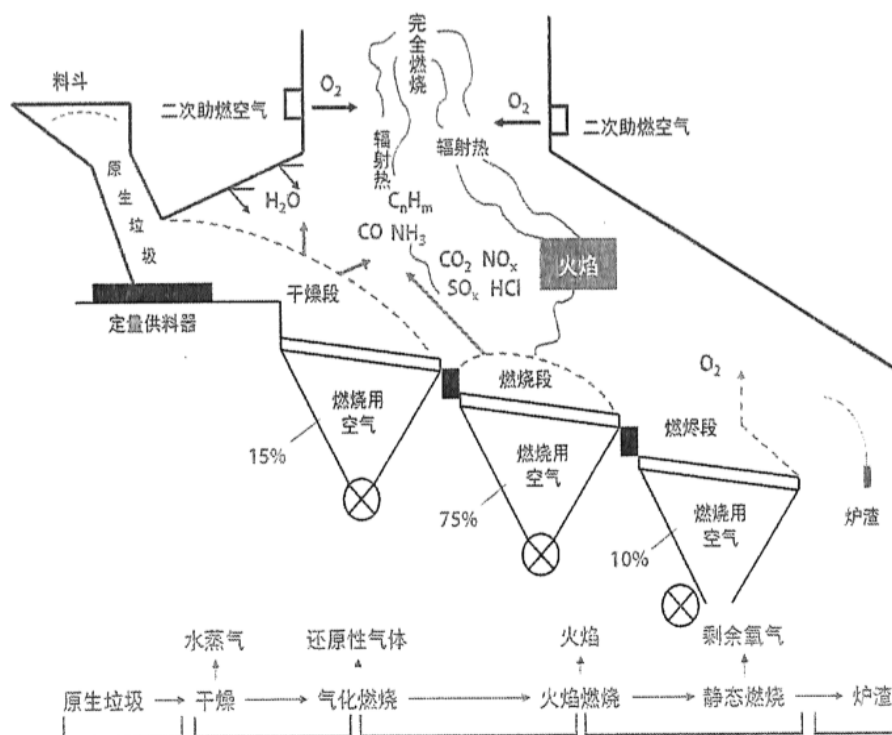 完全燃烧
料斗
O₂
O₂
二次助燃空气
二次助燃空气
辐射热
辐射热
原生垃圾
H₂O
CₙHₘ
CO NH₃
CO₂ NOₓ
SOₓ HCl
火焰
干燥段
定量供料器
燃烧段
O₂
燃烧用
空气
15%
燃烬段
燃烧用
空气
75%
燃烧用
空气
10%
炉渣
水蒸气
还原性气体
火焰
剩余氧气
原生垃圾
干燥
气化燃烧
火焰燃烧
静态燃烧
炉渣